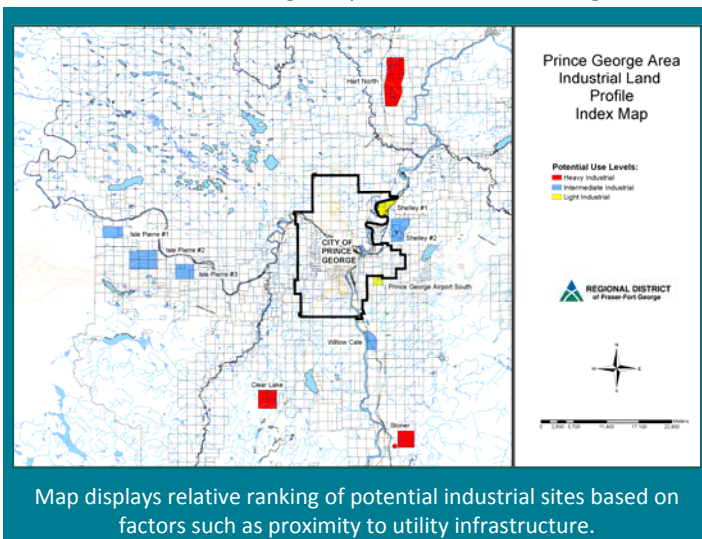 Prince George Area
Industrial Land
Profile
Index Map
Potential Use Levels:
Heavy Industrial
Intermediate Industrial
Light Industrial
REGIONAL DISTRICT
of Fraser-Fort George
Meters
Hart North
Shelley #1
Shelley #2
CITY OF
PRINCE
GEORGE
Isle Pierre #1
Isle Pierre #2
Isle Pierre #3
Prince George Airport South
Willow Cale
Clear Lake
Stoner
Map displays relative ranking of potential industrial sites based on
factors such as proximity to utility infrastructure.